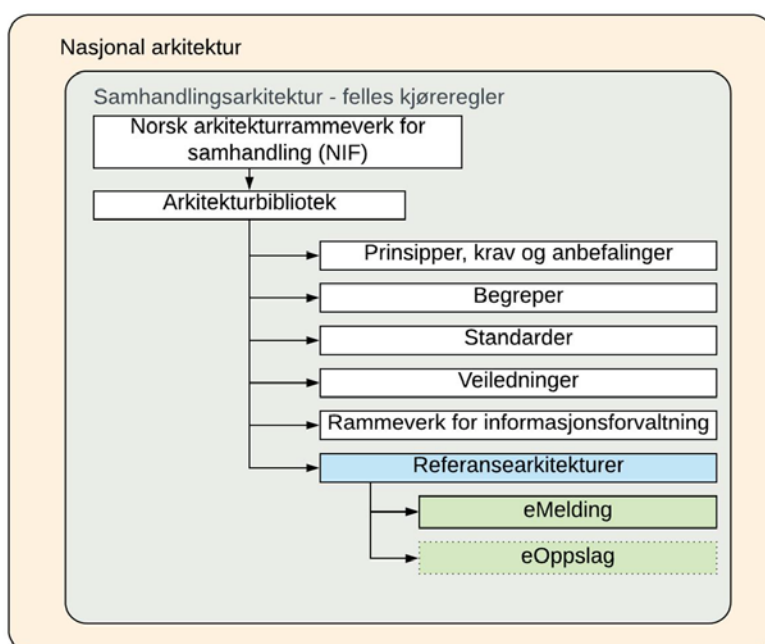 Nasjonal arkitektur
Samhandlingsarkitektur - felles kjøreregler
Norsk arkitekturrammeverk for
samhandling (NIF)
Arkitekturbibliotek
Prinsipper, krav og anbefalinger
Begreper
Standarder
Veiledninger
Rammeverk for informasjonsforvaltning
Referansearkitekturer
eMelding
eOppslag